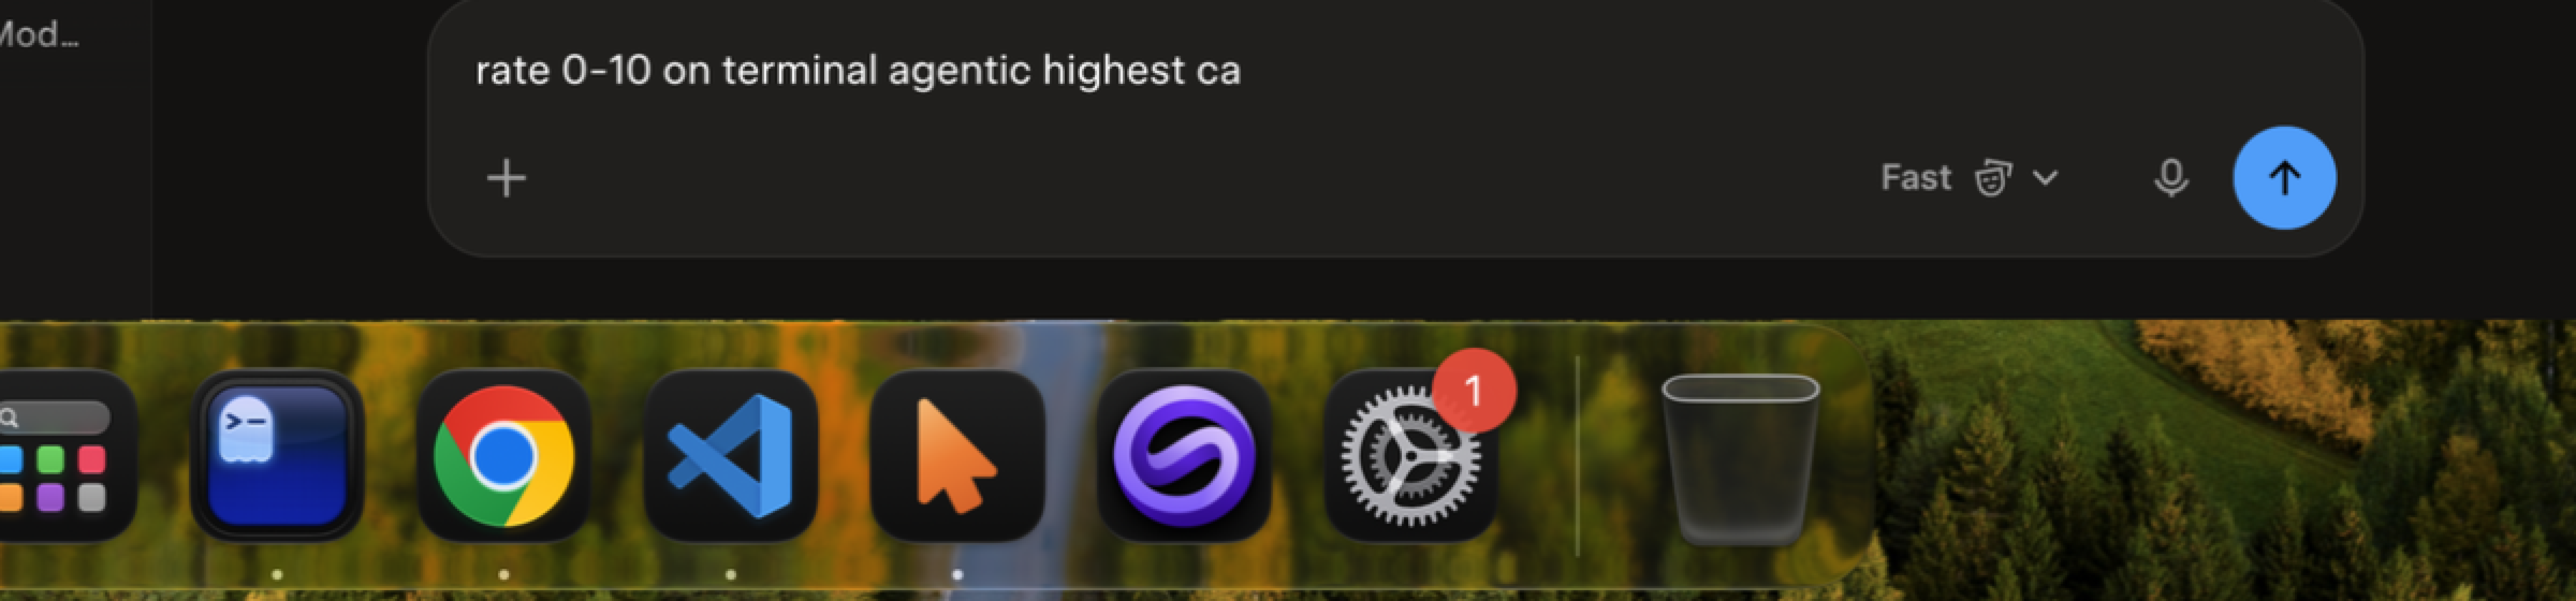 Mod...
rate 0-10 on terminal agentic highest ca
Fast
1